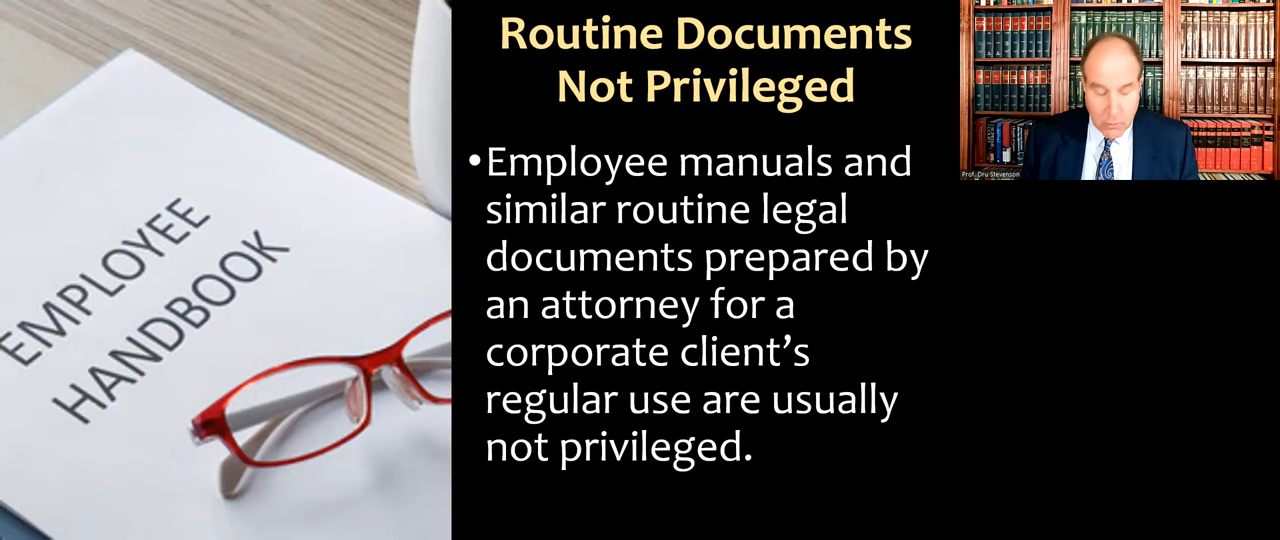 Routine Documents
Not Privileged
•Employee manuals and
similar routine legal
documents prepared by
an attorney for a
corporate client’s
regular use are usually
not privileged.
EMPLOYEE
HANDBOOK
Prof. Dru Stevenson